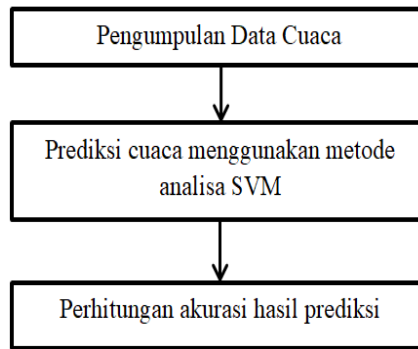 Pengumpulan Data Cuaca
Prediksi cuaca menggunakan metode
analisa SVM
Perhitungan akurasi hasil prediksi